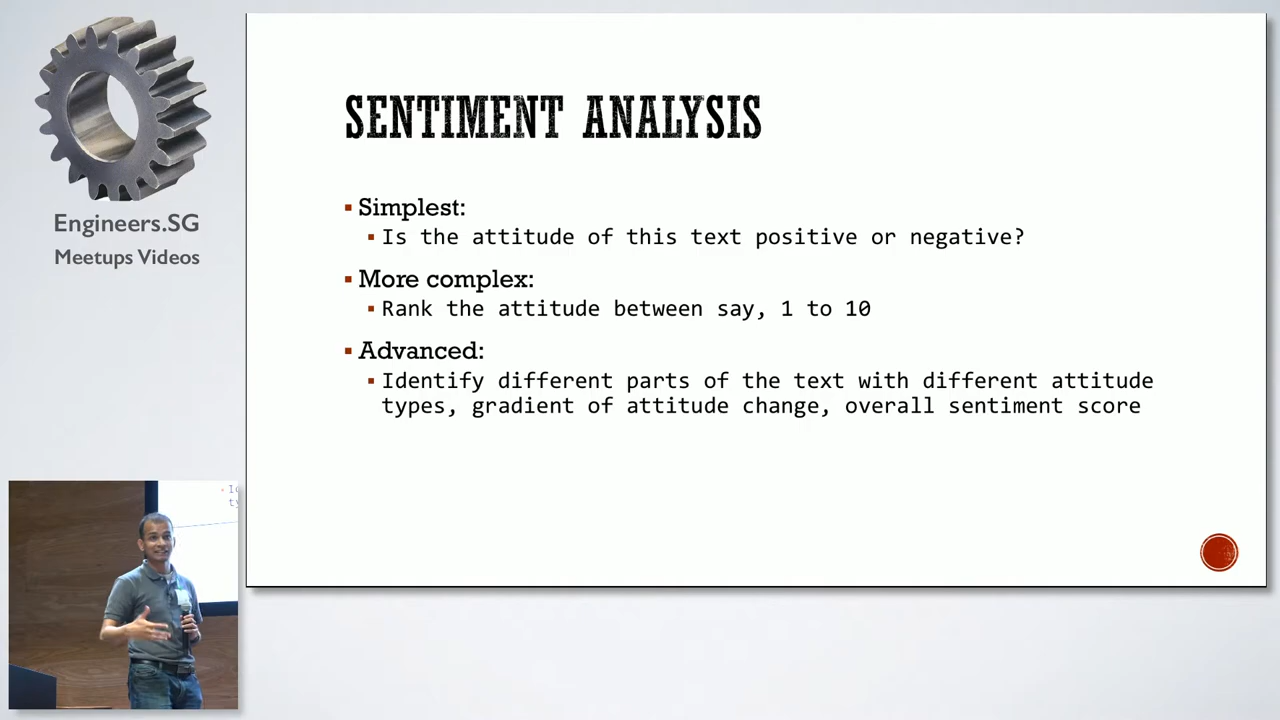 Engineers.SG
Meetups Videos
SENTIMENT ANALYSIS
▪ Simplest:
▪ Is the attitude of this text positive or negative?
▪ More complex:
▪ Rank the attitude between say, 1 to 10
▪ Advanced:
▪ Identify different parts of the text with different attitude
types, gradient of attitude change, overall sentiment score